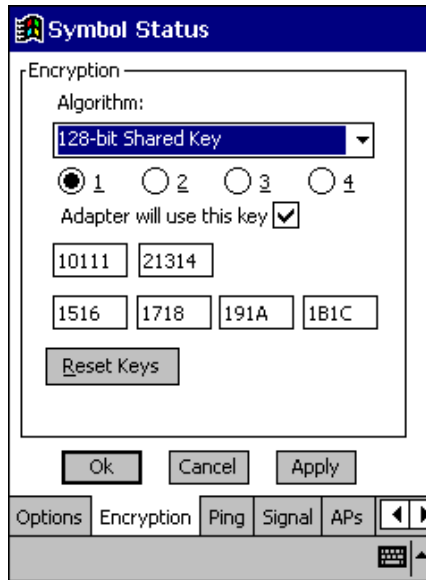 Symbol Status
Encryption
Algorithm:
128-bit Shared Key
1 2 3 4
Adapter will use this key
10111 21314
1516 1718 191A 1B1C
Reset Keys
Ok Cancel Apply
Options Encryption Ping Signal APs